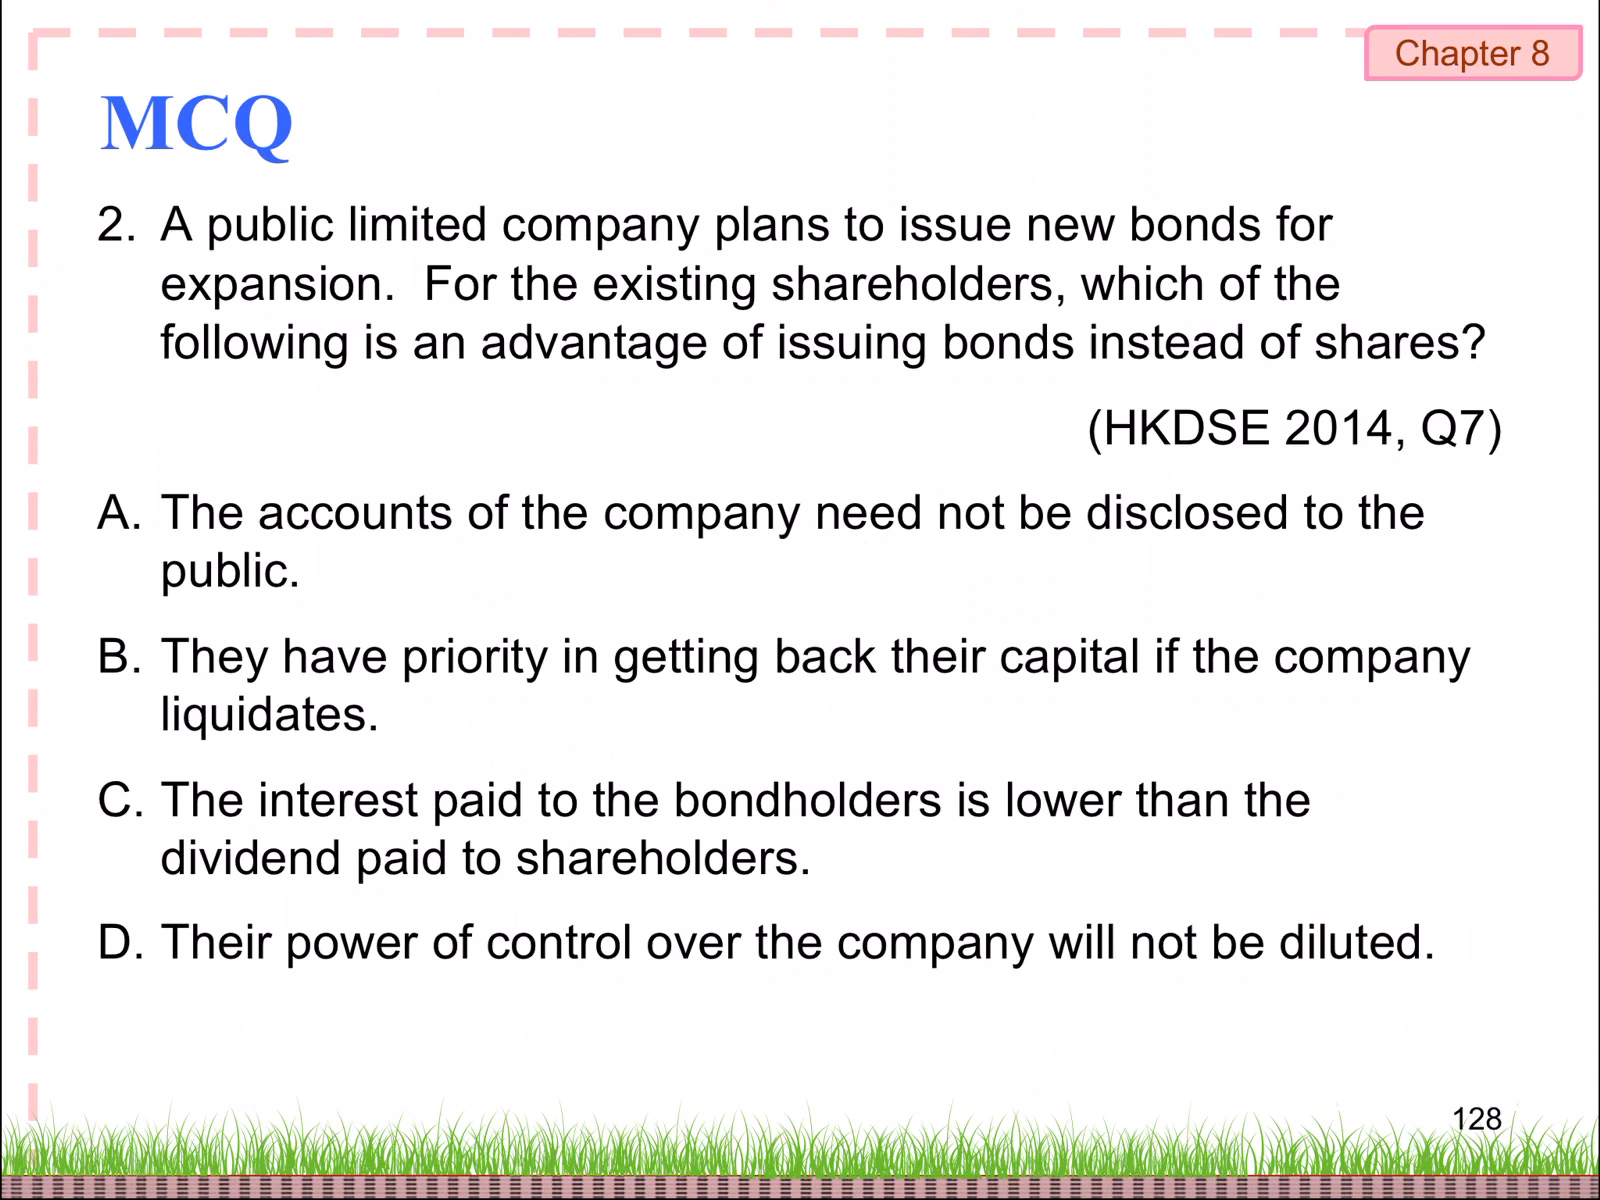 Chapter 8
MCQ
2. A public limited company plans to issue new bonds for
expansion.  For the existing shareholders, which of the
following is an advantage of issuing bonds instead of shares?
(HKDSE 2014, Q7)
A. The accounts of the company need not be disclosed to the
public.
B. They have priority in getting back their capital if the company
liquidates.
C. The interest paid to the bondholders is lower than the
dividend paid to shareholders.
D. Their power of control over the company will not be diluted.
128